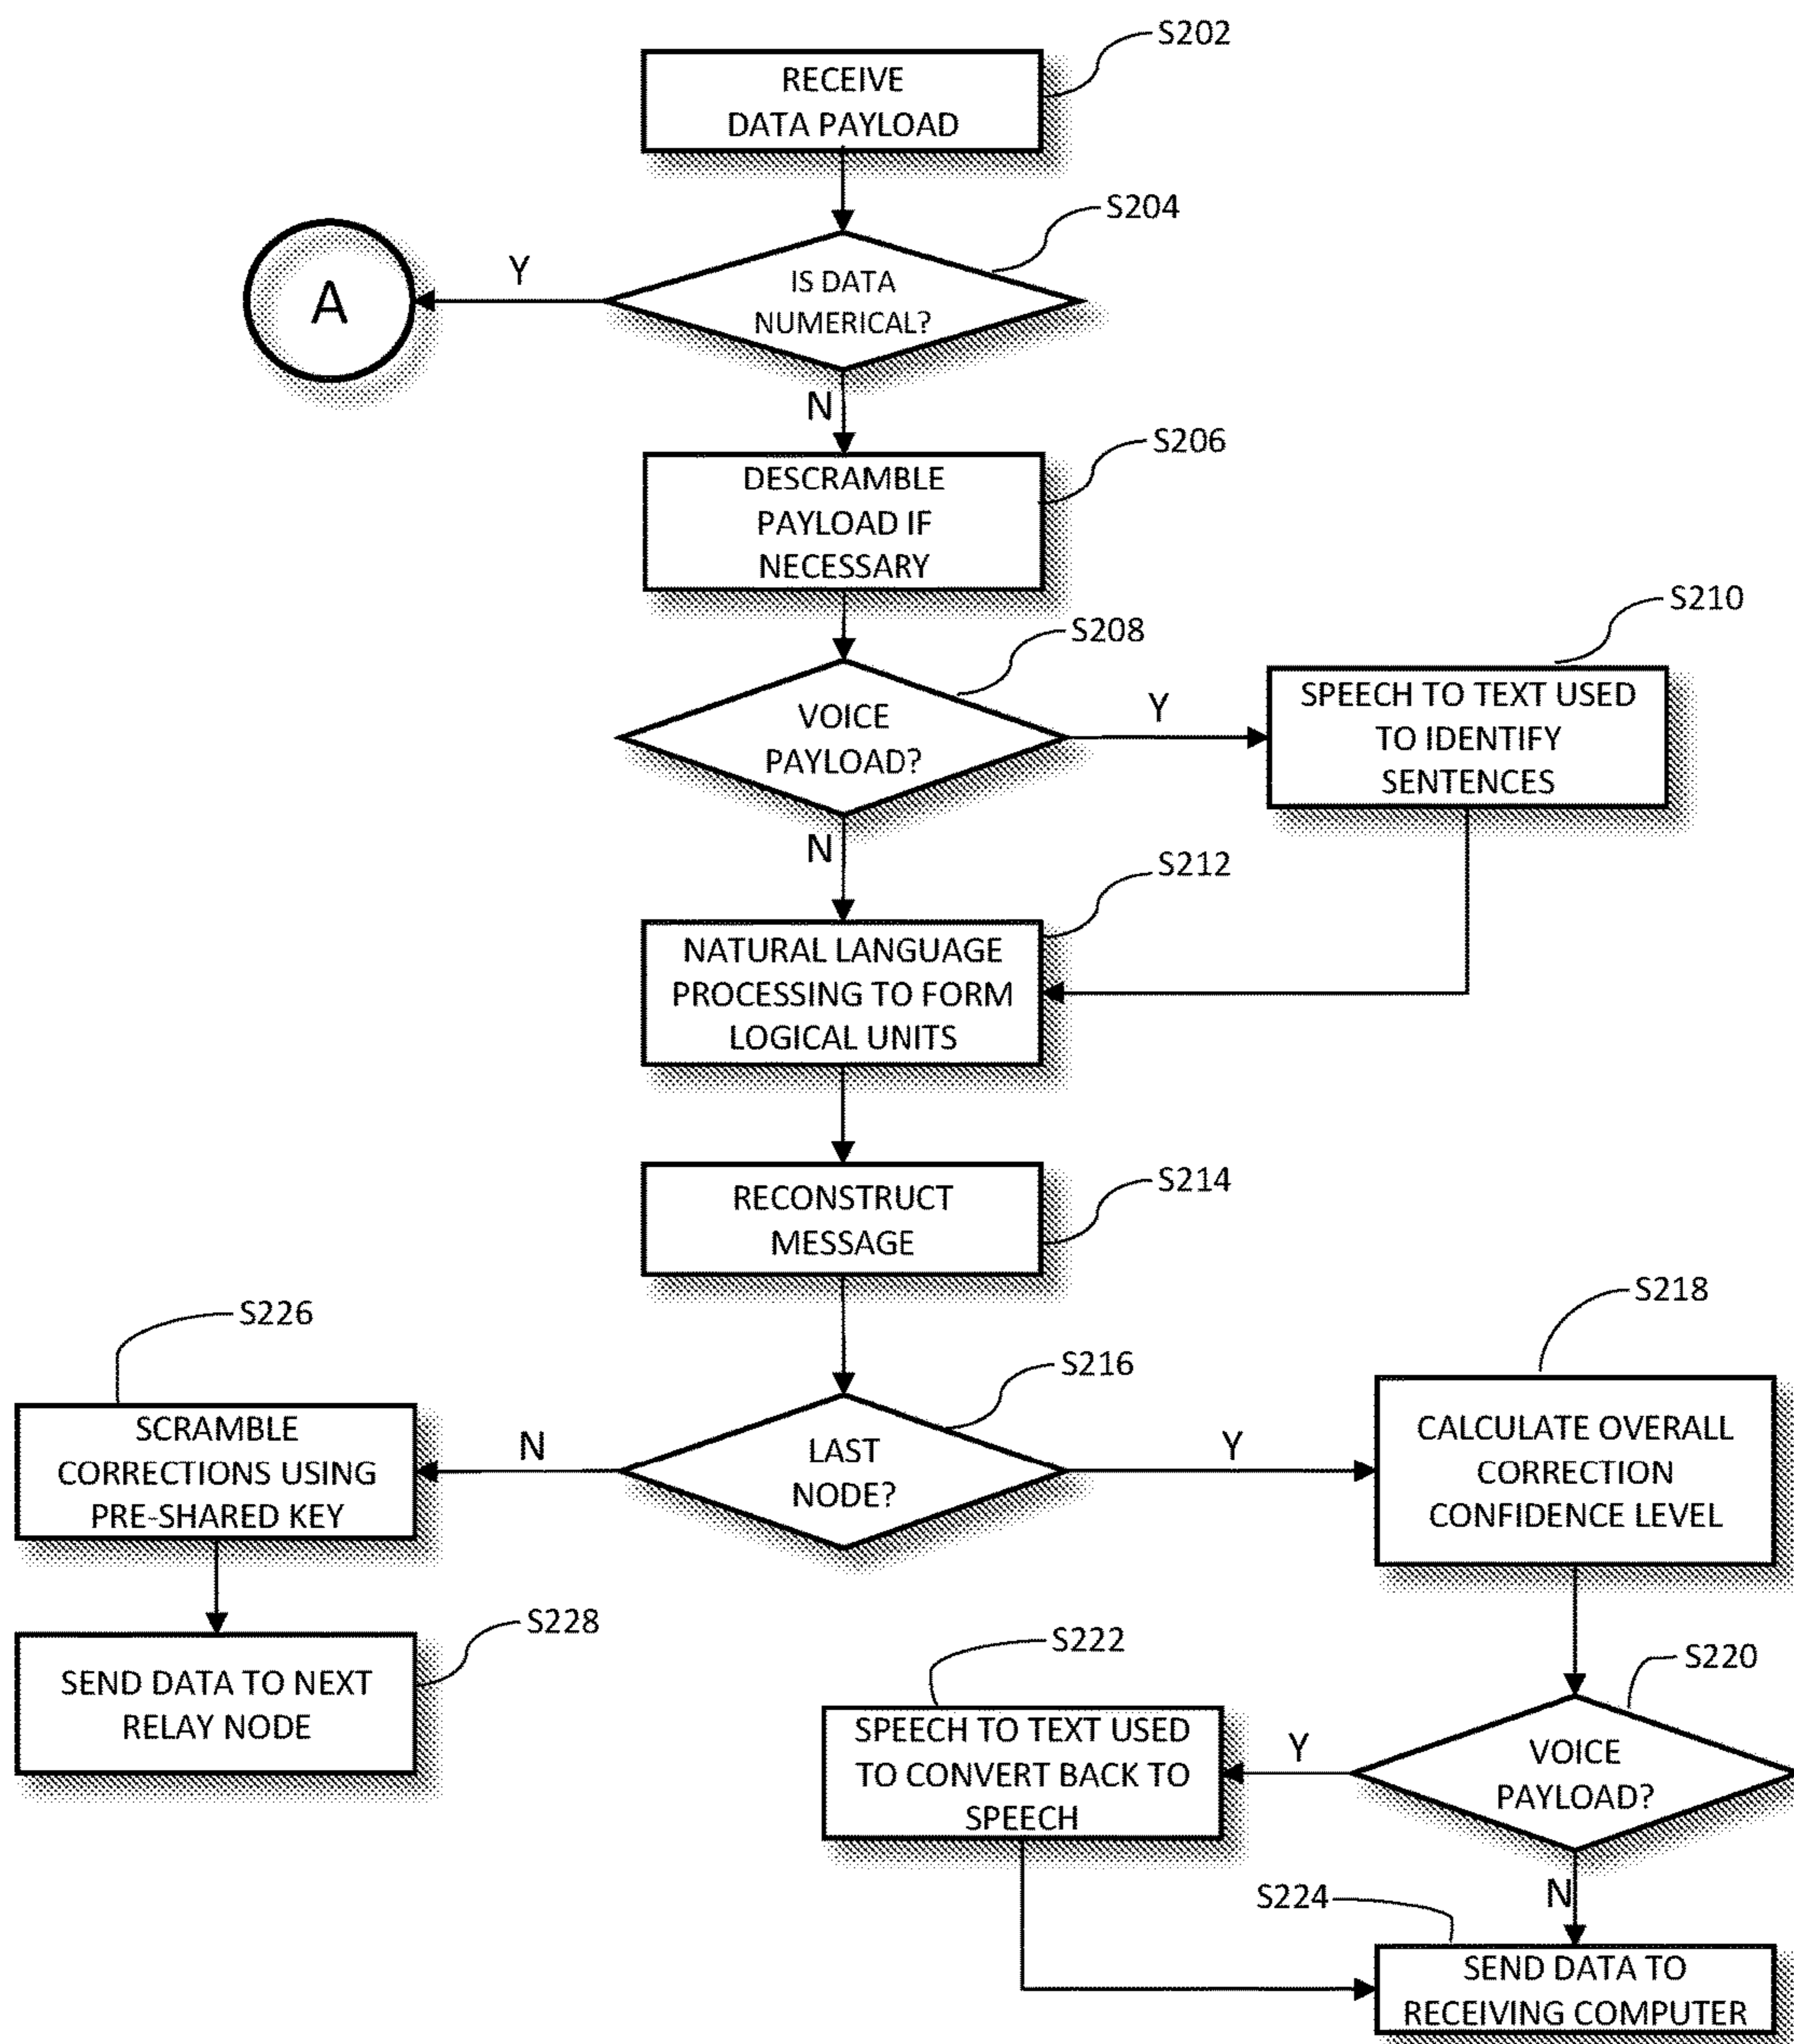 S202
RECEIVE
DATA PAYLOAD
S204
A
Y
IS DATA
NUMERICAL?
N
S206
DESCRAMBLE
PAYLOAD IF
NECESSARY
S208
S210
VOICE
PAYLOAD?
Y
SPEECH TO TEXT USED
TO IDENTIFY
SENTENCES
N
S212
NATURAL LANGUAGE
PROCESSING TO FORM
LOGICAL UNITS
S214
RECONSTRUCT
MESSAGE
S226
S216
S218
SCRAMBLE
CORRECTIONS USING
PRE-SHARED KEY
N
LAST
NODE?
Y
CALCULATE OVERALL
CORRECTION
CONFIDENCE LEVEL
S228
SEND DATA TO NEXT
RELAY NODE
S222
S220
SPEECH TO TEXT USED
TO CONVERT BACK TO
SPEECH
Y
VOICE
PAYLOAD?
S224
N
SEND DATA TO
RECEIVING COMPUTER